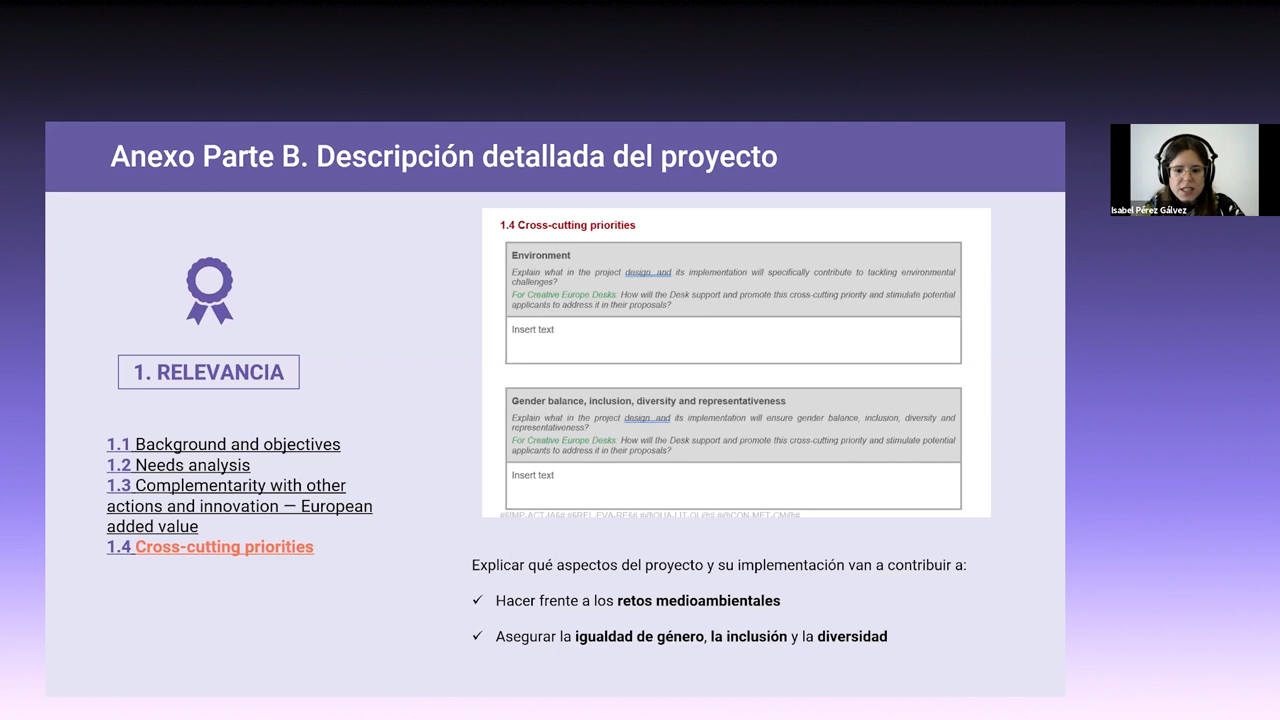 Anexo Parte B. Descripción detallada del proyecto
Isabel Pérez Gálvez
1. RELEVANCIA
1.1 Background and objectives
1.2 Needs analysis
1.3 Complementarity with other
actions and innovation — European
added value
1.4 Cross-cutting priorities
1.4 Cross-cutting priorities
Environment
Explain what in the project design and its implementation will specifically contribute to tackling environmental
challenges?
For Creative Europe Desks: How will the Desk support and promote this cross-cutting priority and stimulate potential
applicants to address it in their proposals?
Insert text
Gender balance, inclusion, diversity and representativeness
Explain what in the project design and its implementation will ensure gender balance, inclusion, diversity and
representativeness?
For Creative Europe Desks: How will the Desk support and promote this cross-cutting priority and stimulate potential
applicants to address it in their proposals?
Insert text
Explicar qué aspectos del proyecto y su implementación van a contribuir a:
✓ Hacer frente a los retos medioambientales
✓ Asegurar la igualdad de género, la inclusión y la diversidad